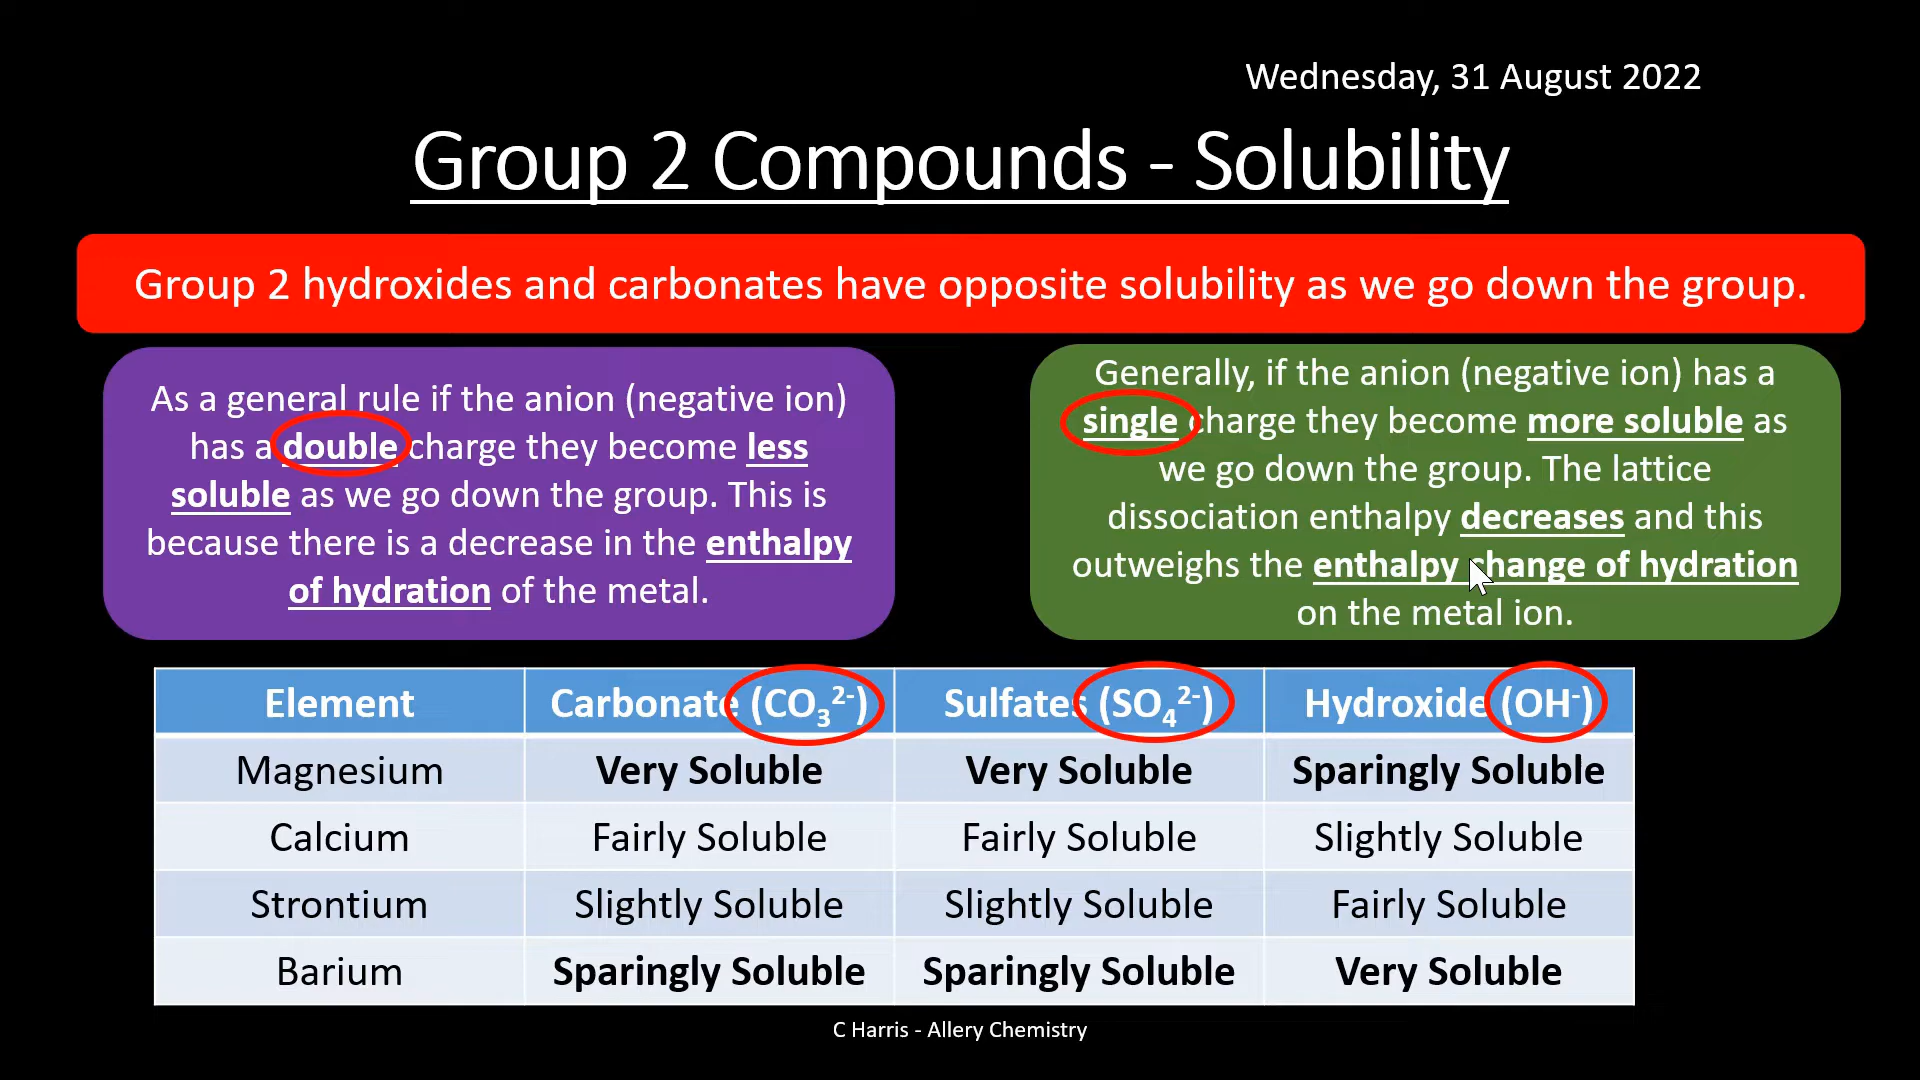 Wednesday, 31 August 2022
Group 2 Compounds - Solubility
Group 2 hydroxides and carbonates have opposite solubility as we go down the group.
As a general rule if the anion (negative ion)
has a double charge they become less
soluble as we go down the group. This is
because there is a decrease in the enthalpy
of hydration of the metal.
Generally, if the anion (negative ion) has a
single charge they become more soluble as
we go down the group. The lattice
dissociation enthalpy decreases and this
outweighs the enthalpy change of hydration
on the metal ion.
Element Carbonate (CO₃²⁻) Sulfates (SO₄²⁻) Hydroxide (OH⁻)
Magnesium Very Soluble Very Soluble Sparingly Soluble
Calcium Fairly Soluble Fairly Soluble Slightly Soluble
Strontium Slightly Soluble Slightly Soluble Fairly Soluble
Barium Sparingly Soluble Sparingly Soluble Very Soluble
C Harris - Allery Chemistry